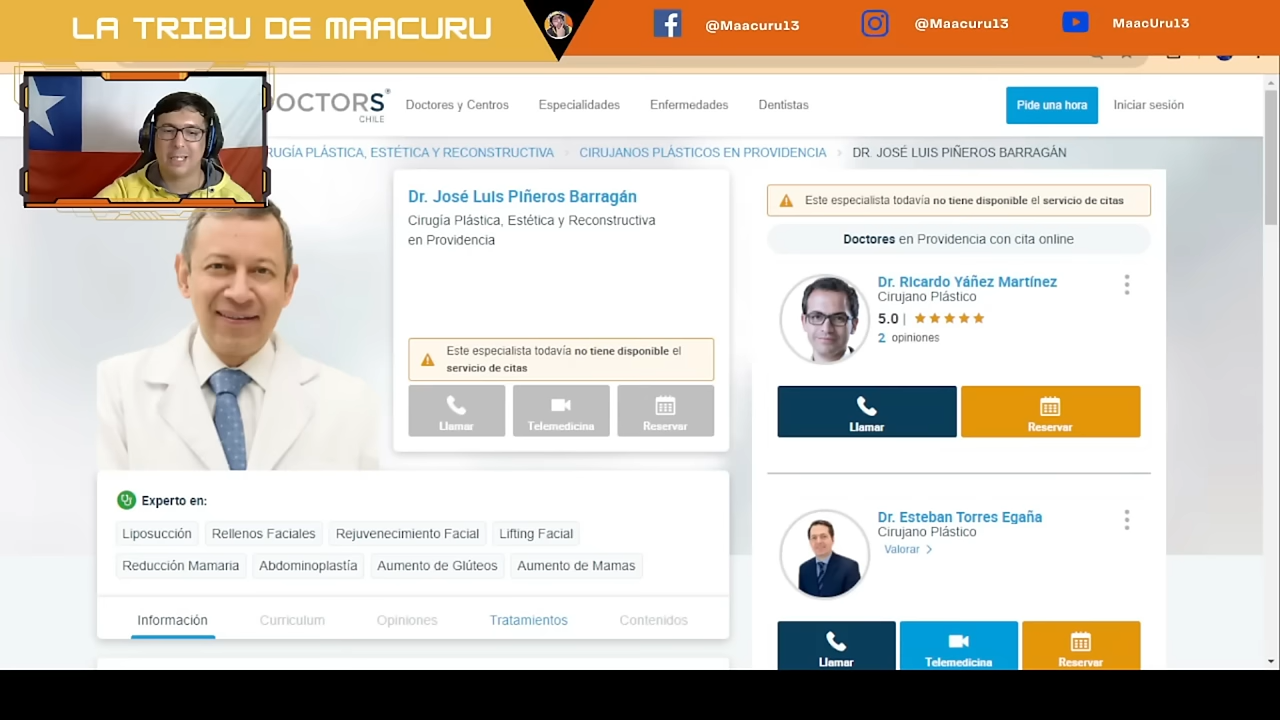 LA TRIBU DE MAACURU
@Maacuru13
@Maacuru13
MaacUru13
DOCTORS®
CHILE
Doctores y Centros
Especialidades
Enfermedades
Dentistas
Pide una hora
Iniciar sesión
RUGÍA PLÁSTICA, ESTÉTICA Y RECONSTRUCTIVA > CIRUJANOS PLÁSTICOS EN PROVIDENCIA > DR. JOSÉ LUIS PIÑEROS BARRAGÁN
Dr. José Luis Piñeros Barragán
Cirugía Plástica, Estética y Reconstructiva
en Providencia
Este especialista todavía no tiene disponible el
servicio de citas
Llamar
Telemedicina
Reservar
Experto en:
Liposucción
Rellenos Faciales
Rejuvenecimiento Facial
Lifting Facial
Reducción Mamaria
Abdominoplastía
Aumento de Glúteos
Aumento de Mamas
Información
Curriculum
Opiniones
Tratamientos
Contenidos
Este especialista todavía no tiene disponible el servicio de citas
Doctores en Providencia con cita online
Dr. RIcardo Yáñez Martínez
Cirujano Plástico
5.0 |
2 opiniones
Llamar
Reservar
Dr. Esteban Torres Egaña
Cirujano Plástico
Valorar >
Llamar
Telemedicina
Reservar